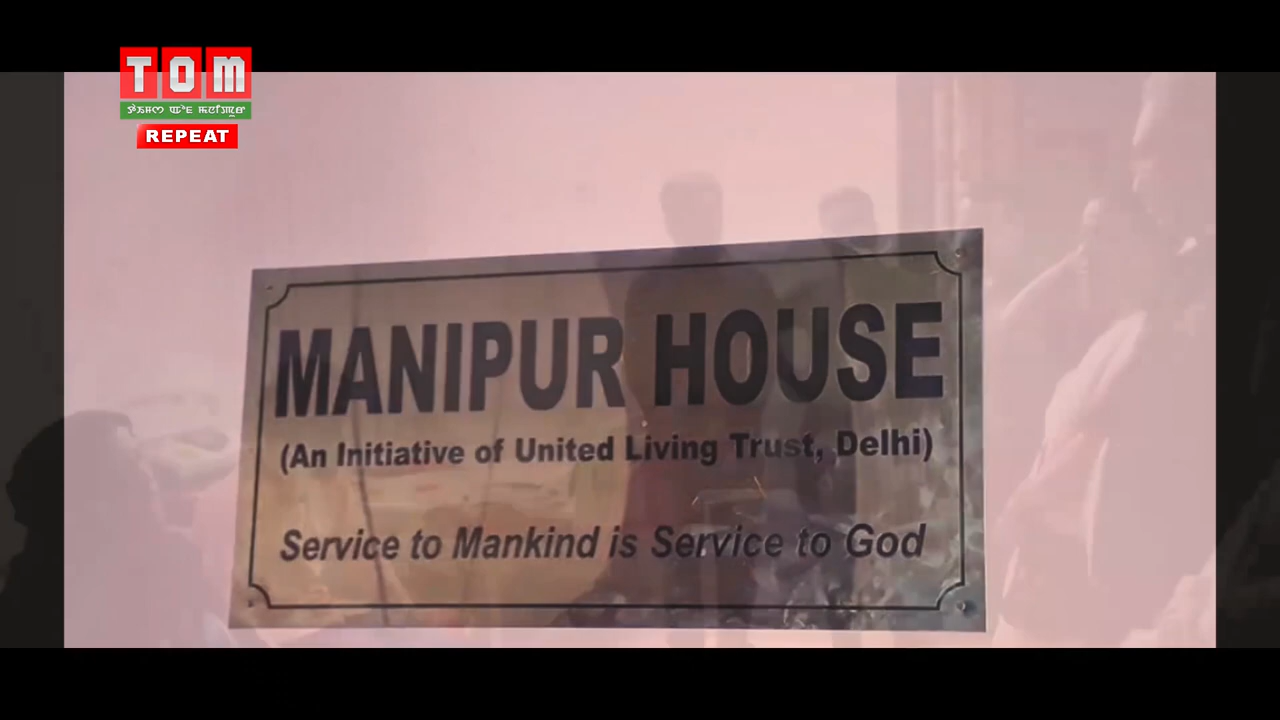 TOM
REPEAT
MANIPUR HOUSE
(An Initiative of United Living Trust, Delhi)
Service to Mankind is Service to God